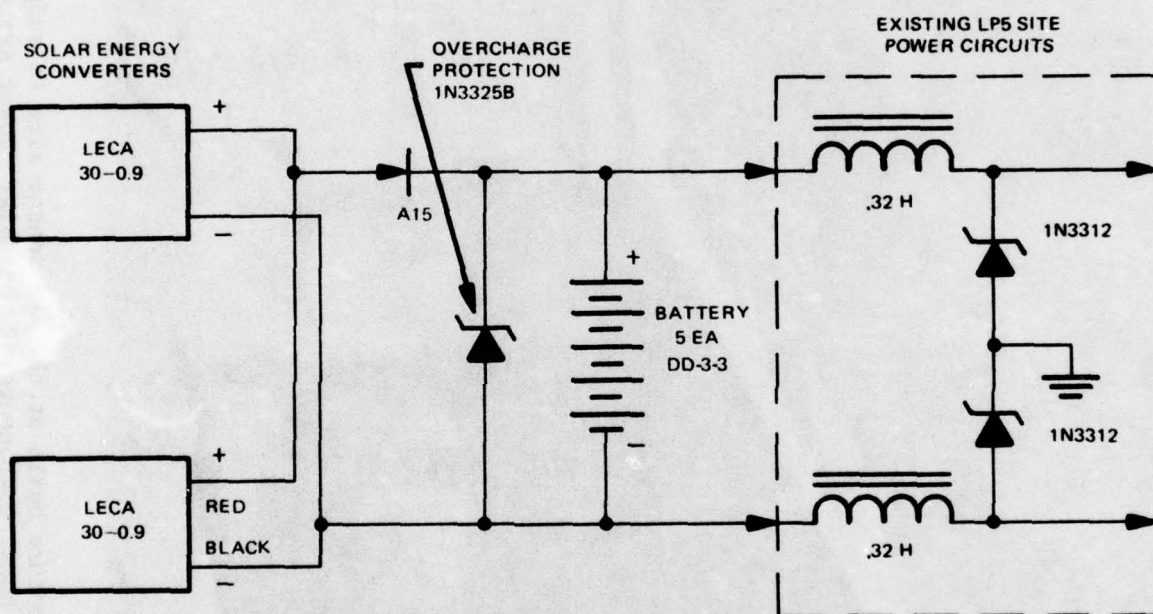 SOLAR ENERGY
CONVERTERS
OVERCHARGE
PROTECTION
1N3325B
EXISTING LP5 SITE
POWER CIRCUITS
+
LECA
30-0.9
−
A15
.32 H
1N3312
+
BATTERY
5 EA
DD-3-3
−
1N3312
+
LECA
30-0.9
RED
BLACK
−
.32 H